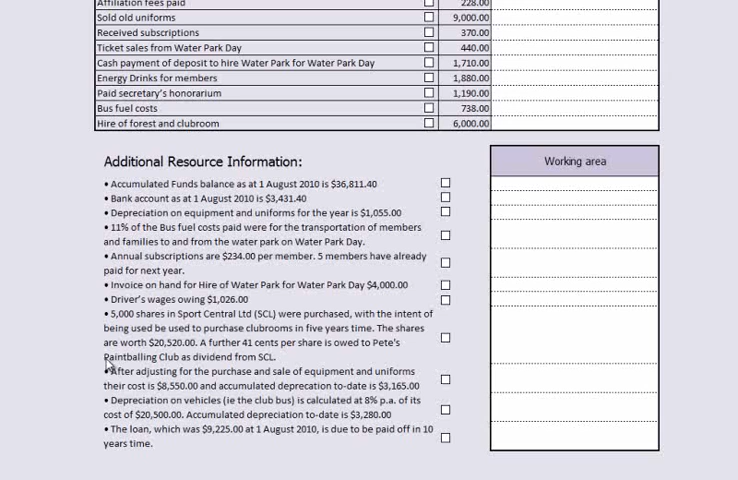 Affiliation fees paid 228.00
Sold old uniforms 9,000.00
Received subscriptions 370.00
Ticket sales from Water Park Day 440.00
Cash payment of deposit to hire Water Park for Water Park Day 1,710.00
Energy Drinks for members 1,880.00
Paid secretary's honorarium 1,190.00
Bus fuel costs 738.00
Hire of forest and clubroom 6,000.00
Additional Resource Information:
Working area
• Accumulated Funds balance as at 1 August 2010 is $36,811.40
• Bank account as at 1 August 2010 is $3,431.40
• Depreciation on equipment and uniforms for the year is $1,055.00
• 11% of the Bus fuel costs paid were for the transportation of members
and families to and from the water park on Water Park Day.
• Annual subscriptions are $234.00 per member. 5 members have already
paid for next year.
• Invoice on hand for Hire of Water Park for Water Park Day $4,000.00
• Driver's wages owing $1,026.00
• 5,000 shares in Sport Central Ltd (SCL) were purchased, with the intent of
being used be used to purchase clubrooms in five years time. The shares
are worth $20,520.00. A further 41 cents per share is owed to Pete's
Paintballing Club as dividend from SCL.
• After adjusting for the purchase and sale of equipment and uniforms
their cost is $8,550.00 and accumulated deprecation to-date is $3,165.00
• Depreciation on vehicles (ie the club bus) is calculated at 8% p.a. of its
cost of $20,500.00. Accumulated depreciation to-date is $3,280.00
• The loan, which was $9,225.00 at 1 August 2010, is due to be paid off in 10
years time.